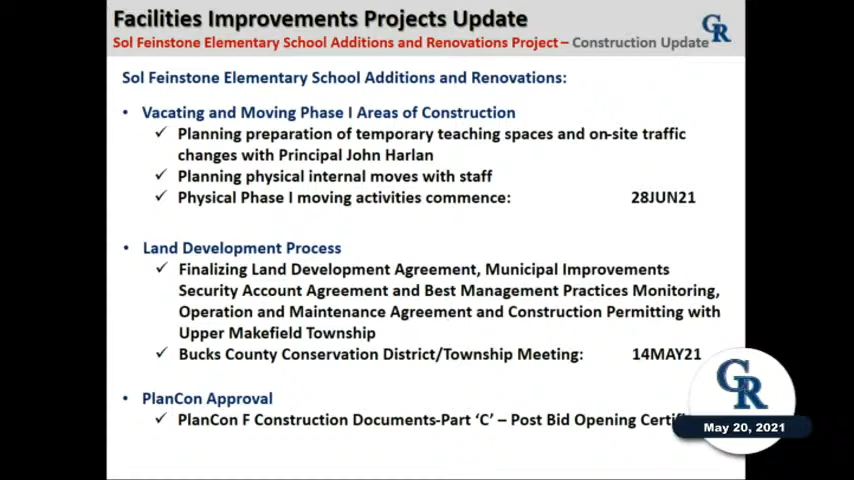 Facilities Improvements Projects Update
Sol Feinstone Elementary School Additions and Renovations Project – Construction Update
GR
Sol Feinstone Elementary School Additions and Renovations:
• Vacating and Moving Phase I Areas of Construction
✓ Planning preparation of temporary teaching spaces and on-site traffic
changes with Principal John Harlan
✓ Planning physical internal moves with staff
✓ Physical Phase I moving activities commence: 28JUN21
• Land Development Process
✓ Finalizing Land Development Agreement, Municipal Improvements
Security Account Agreement and Best Management Practices Monitoring,
Operation and Maintenance Agreement and Construction Permitting with
Upper Makefield Township
✓ Bucks County Conservation District/Township Meeting: 14MAY21
• PlanCon Approval
✓ PlanCon F Construction Documents-Part ‘C’ – Post Bid Opening
GR
May 20, 2021